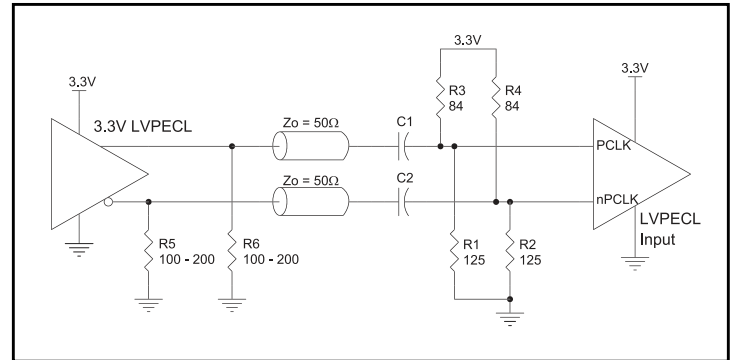 3.3V
3.3V LVPECL
R5
100 - 200
R6
100 - 200
Zo = 50Ω
Zo = 50Ω
C1
C2
3.3V
R3
84
R4
84
R1
125
R2
125
3.3V
PCLK
nPCLK
LVPECL
Input